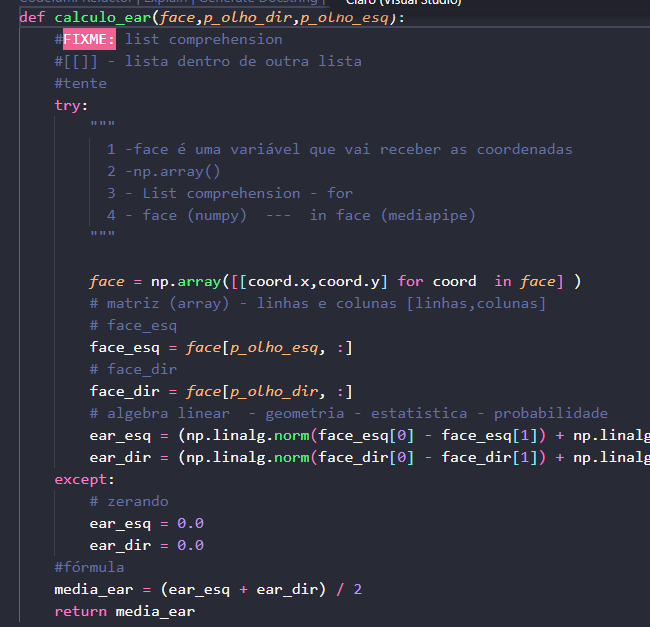 Codeium: Refactor | Explain | Generate Docstring | Claro (Visual Studio)
def calculo_ear(face,p_olho_dir,p_olho_esq):
#FIXME: list comprehension
#[[]] - lista dentro de outra lista
#tente
try:
"""
1 -face é uma variável que vai receber as coordenadas
2 -np.array()
3 - List comprehension - for
4 - face (numpy)  ---  in face (mediapipe)
"""
face = np.array([[coord.x,coord.y] for coord  in face] )
# matriz (array) - linhas e colunas [linhas,colunas]
# face_esq
face_esq = face[p_olho_esq, :]
# face_dir
face_dir = face[p_olho_dir, :]
# algebra linear  - geometria - estatistica - probabilidade
ear_esq = (np.linalg.norm(face_esq[0] - face_esq[1]) + np.linalg
ear_dir = (np.linalg.norm(face_dir[0] - face_dir[1]) + np.linalg
except:
# zerando
ear_esq = 0.0
ear_dir = 0.0
#fórmula
media_ear = (ear_esq + ear_dir) / 2
return media_ear